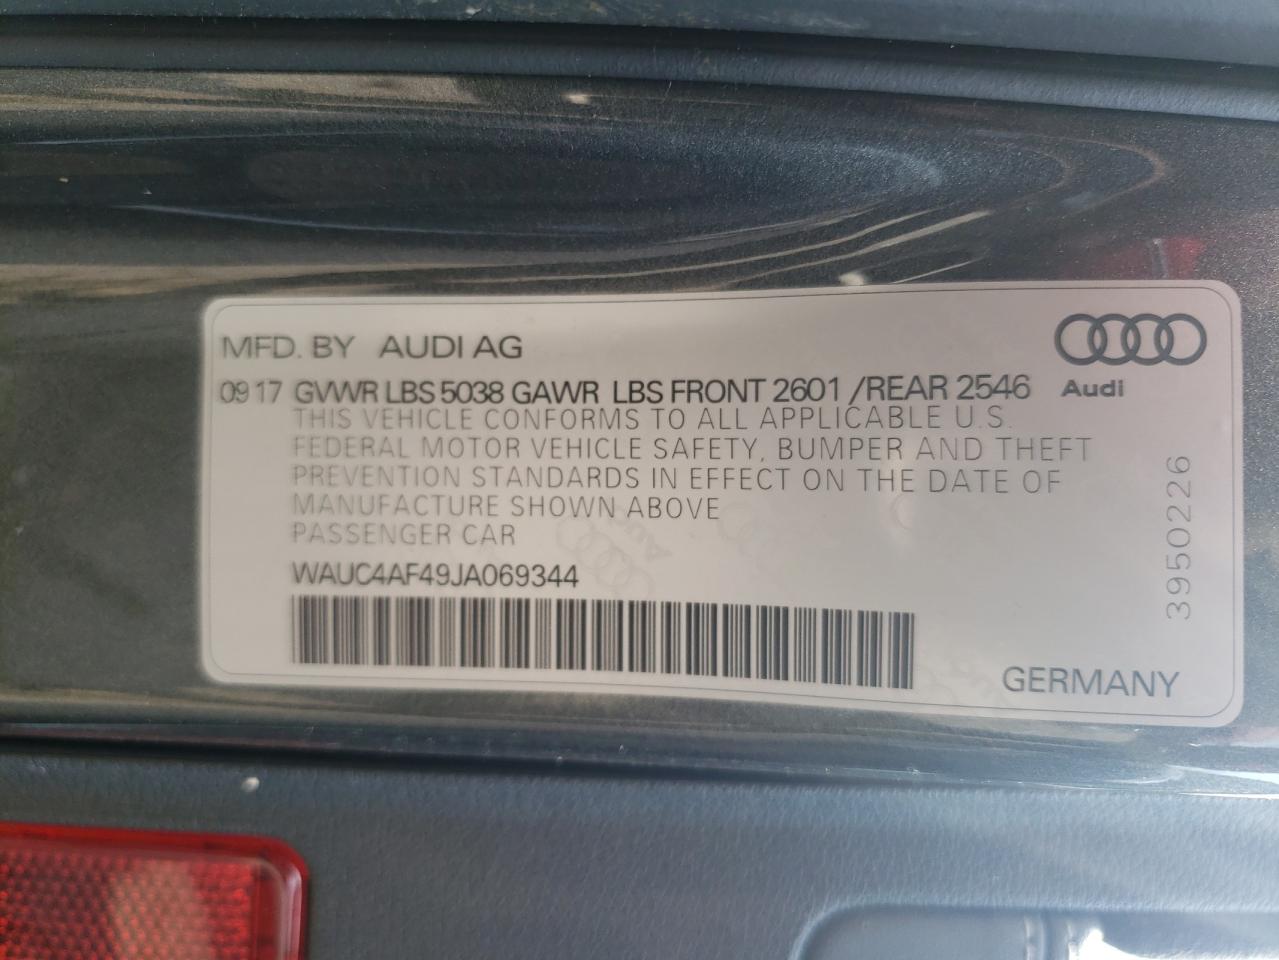 MFD. BY AUDI AG
09 17 GVWR LBS 5038 GAWR LBS FRONT 2601 /REAR 2546
Audi
THIS VEHICLE CONFORMS TO ALL APPLICABLE U.S.
FEDERAL MOTOR VEHICLE SAFETY, BUMPER AND THEFT
PREVENTION STANDARDS IN EFFECT ON THE DATE OF
MANUFACTURE SHOWN ABOVE
PASSENGER CAR
WAUC4AF49JA069344
3950226
GERMANY